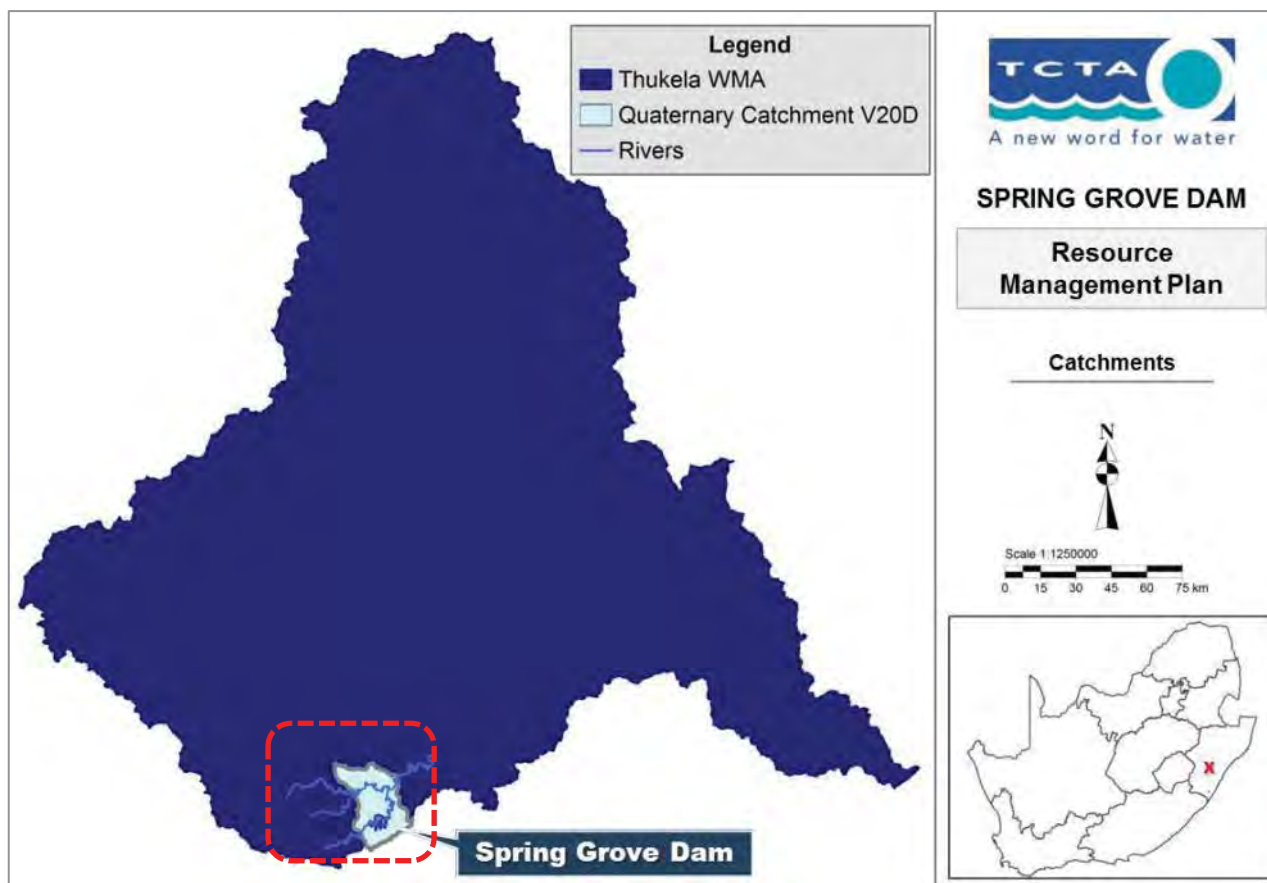 Legend
Thukela WMA
Quaternary Catchment V20D
Rivers
Spring Grove Dam
TCTA
A new word for water
SPRING GROVE DAM
Resource
Management Plan
Catchments
N
Scale 1:1250000
0 15 30 45 60 75 km
X